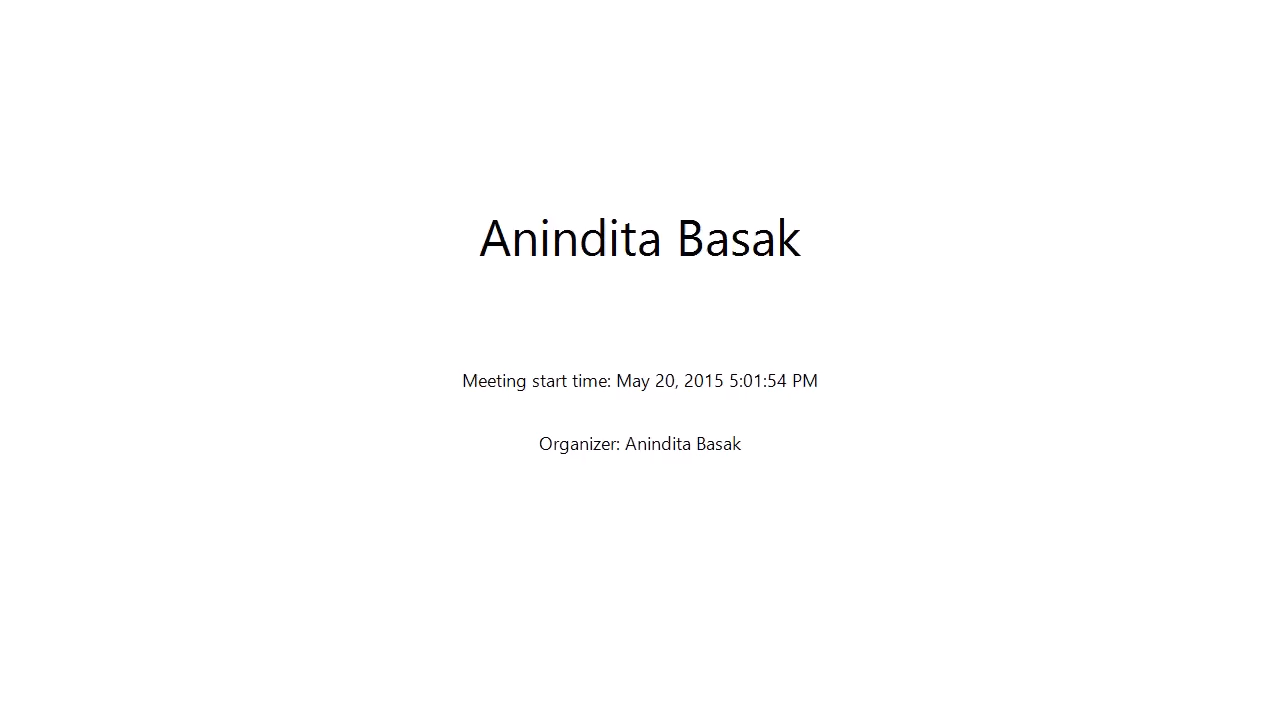 Anindita Basak
Meeting start time: May 20, 2015 5:01:54 PM
Organizer: Anindita Basak